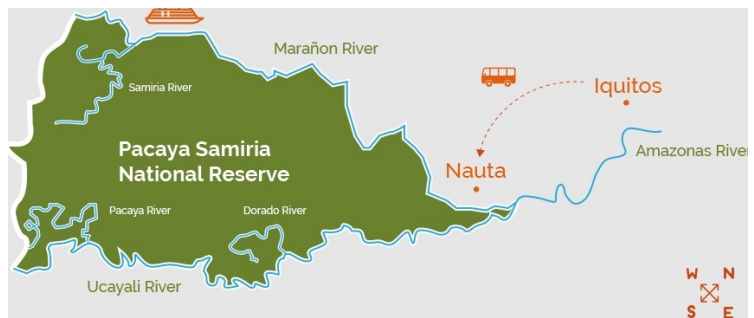 Marañon River
Samiria River
Iquitos
Pacaya Samiria
National Reserve
Amazonas River
Nauta
Pacaya River
Dorado River
Ucayali River
W N
S E